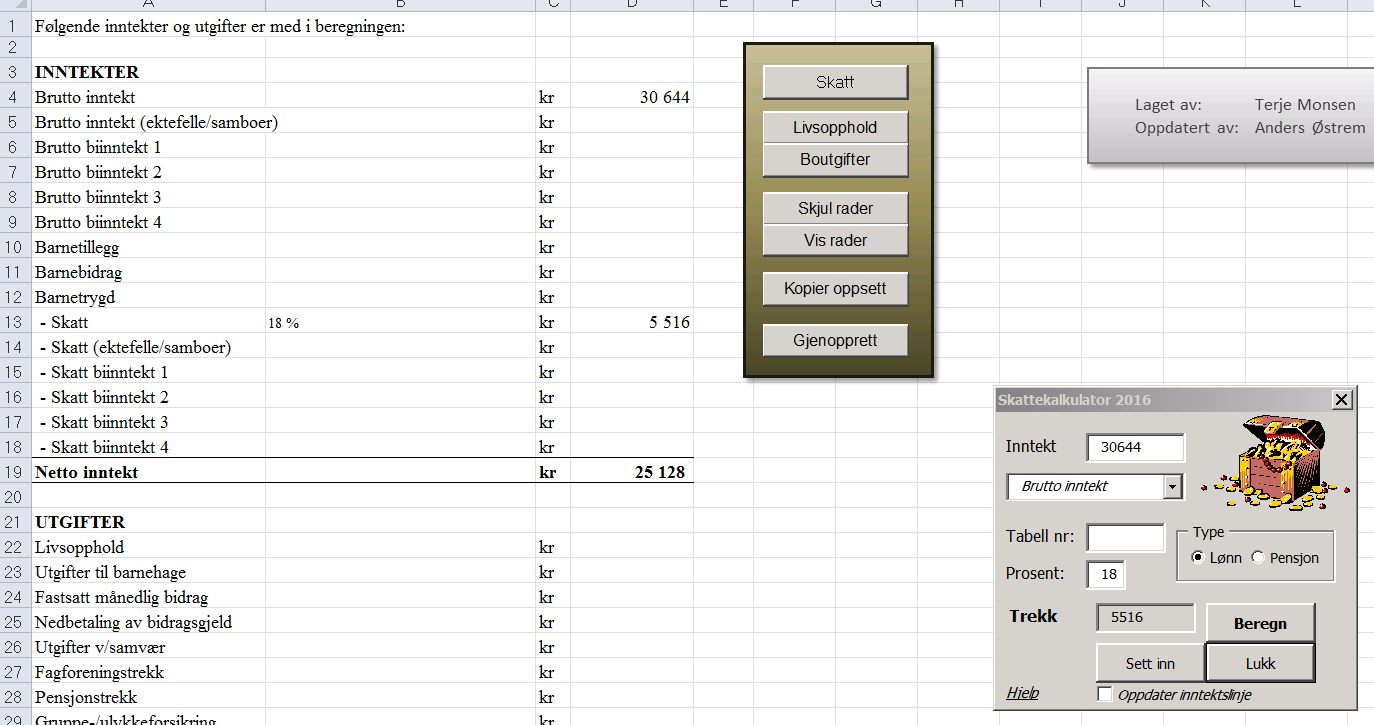 A B C D E F G H I J K L
1 Følgende inntekter og utgifter er med i beregningen:
2
3 INNTEKTER
4 Brutto inntekt kr 30 644
5 Brutto inntekt (ektefelle/samboer) kr
6 Brutto biinntekt 1 kr
7 Brutto biinntekt 2 kr
8 Brutto biinntekt 3 kr
9 Brutto biinntekt 4 kr
10 Barnetillegg kr
11 Barnebidrag kr
12 Barnetrygd kr
13 - Skatt 18 % kr 5 516
14 - Skatt (ektefelle/samboer) kr
15 - Skatt biinntekt 1 kr
16 - Skatt biinntekt 2 kr
17 - Skatt biinntekt 3 kr
18 - Skatt biinntekt 4 kr
19 Netto inntekt kr 25 128
20
21 UTGIFTER
22 Livsopphold kr
23 Utgifter til barnehage kr
24 Fastsatt månedlig bidrag kr
25 Nedbetaling av bidragsgjeld kr
26 Utgifter v/samvær kr
27 Fagforeningstrekk kr
28 Pensjonstrekk kr
29 Gruppe-/ulykkeforsikring kr
Skatt
Livsopphold
Boutgifter
Skjul rader
Vis rader
Kopier oppsett
Gjenopprett
Laget av: Terje Monsen
Oppdatert av: Anders Østrem
Skattekalkulator 2016
Inntekt 30644
Brutto inntekt
Tabell nr:
Type
Lønn Pensjon
Prosent: 18
Trekk 5516
Beregn
Sett inn Lukk
Hjelp Oppdater inntektslinje